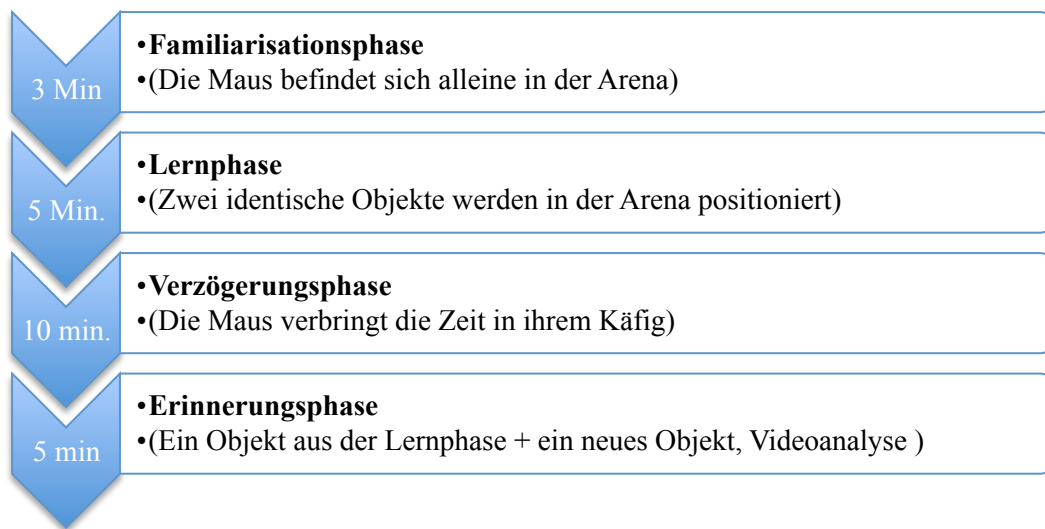 3 Min
•Familiarisationsphase
•(Die Maus befindet sich alleine in der Arena)
5 Min.
•Lernphase
•(Zwei identische Objekte werden in der Arena positioniert)
10 min.
•Verzögerungsphase
•(Die Maus verbringt die Zeit in ihrem Käfig)
5 min
•Erinnerungsphase
•(Ein Objekt aus der Lernphase + ein neues Objekt, Videoanalyse )